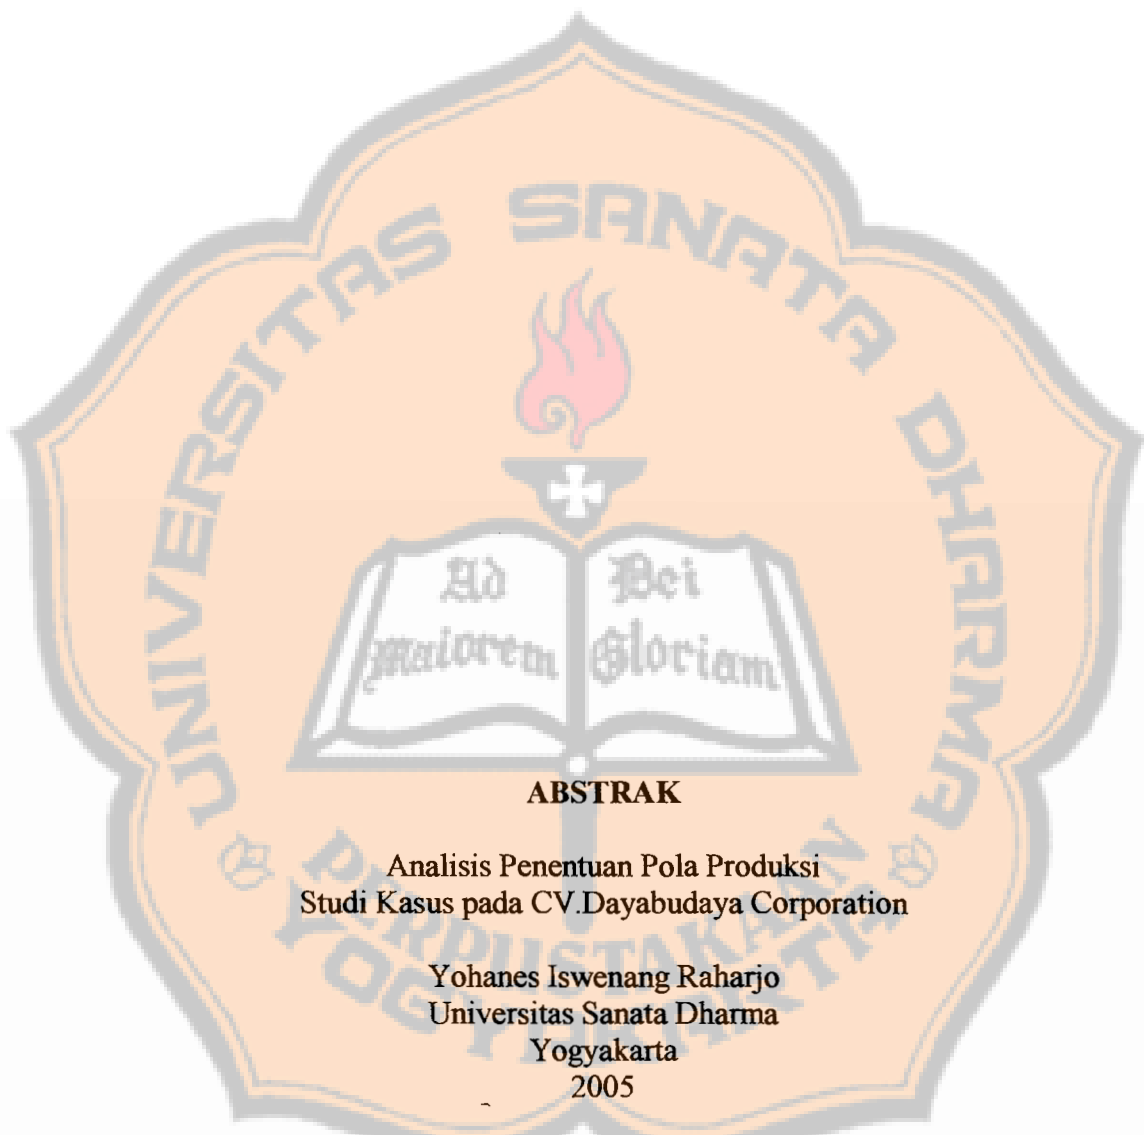 UNIVERSITAS SANATA DHARMA
Ad Dei
Maiorem Gloriam
ABSTRAK
PERPUSTAKAAN
YOGYAKARTA
Analisis Penentuan Pola Produksi
Studi Kasus pada CV.Dayabudaya Corporation
Yohanes Iswenang Raharjo
Universitas Sanata Dharma
Yogyakarta
2005